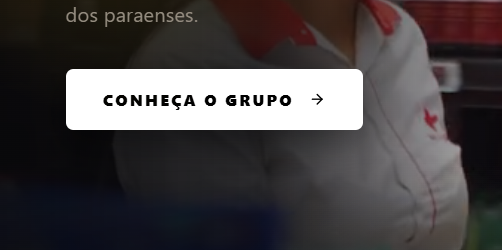 dos paraenses.
CONHEÇA O GRUPO →